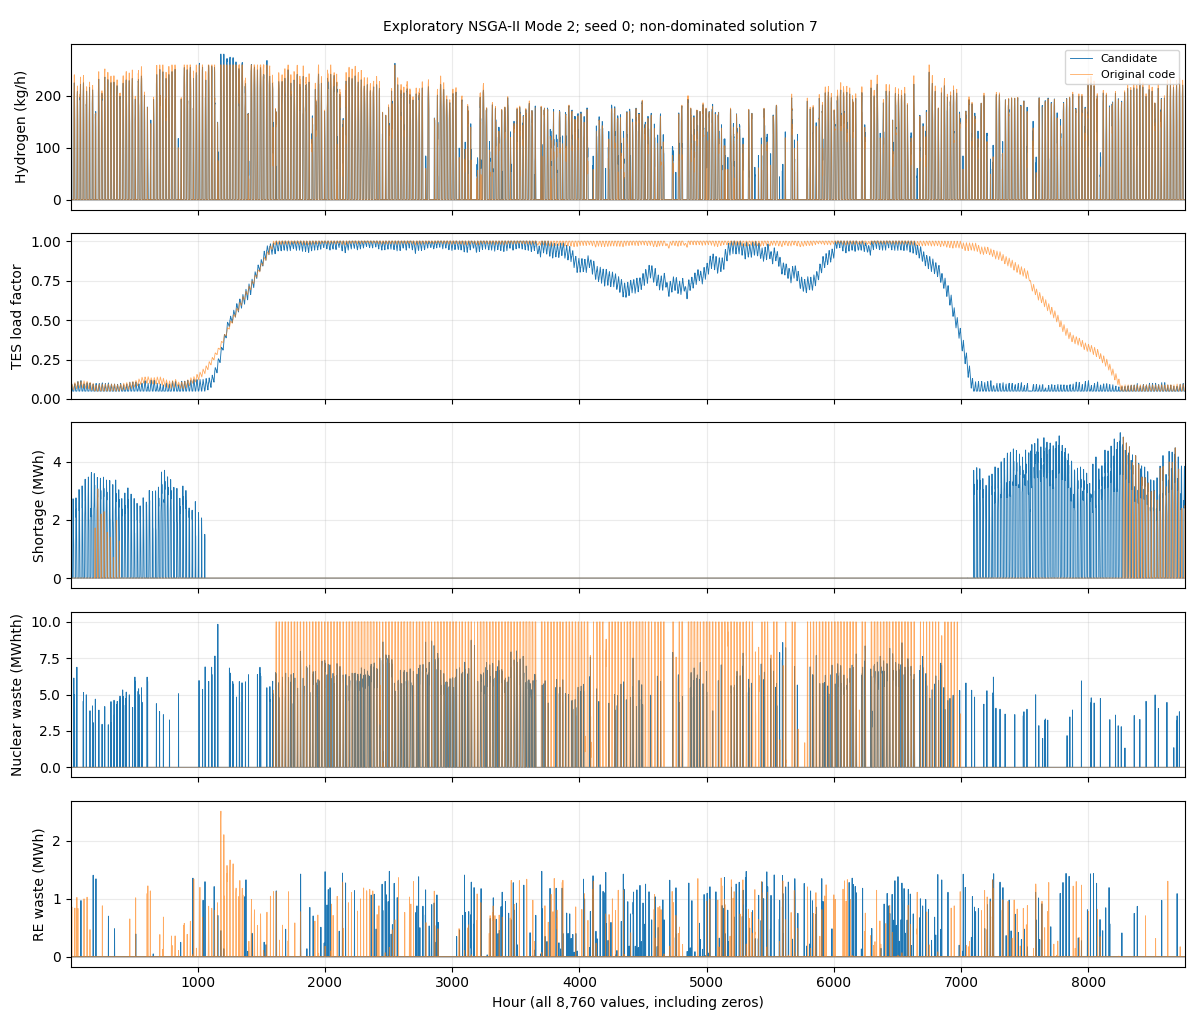 Exploratory NSGA-II Mode 2; seed 0; non-dominated solution 7
Hydrogen (kg/h)
200
100
0
Candidate
Original code
TES load factor
1.00
0.75
0.50
0.25
0.00
Shortage (MWh)
4
2
0
Nuclear waste (MWhth)
10.0
7.5
5.0
2.5
0.0
RE waste (MWh)
2
1
0
1000 2000 3000 4000 5000 6000 7000 8000
Hour (all 8,760 values, including zeros)